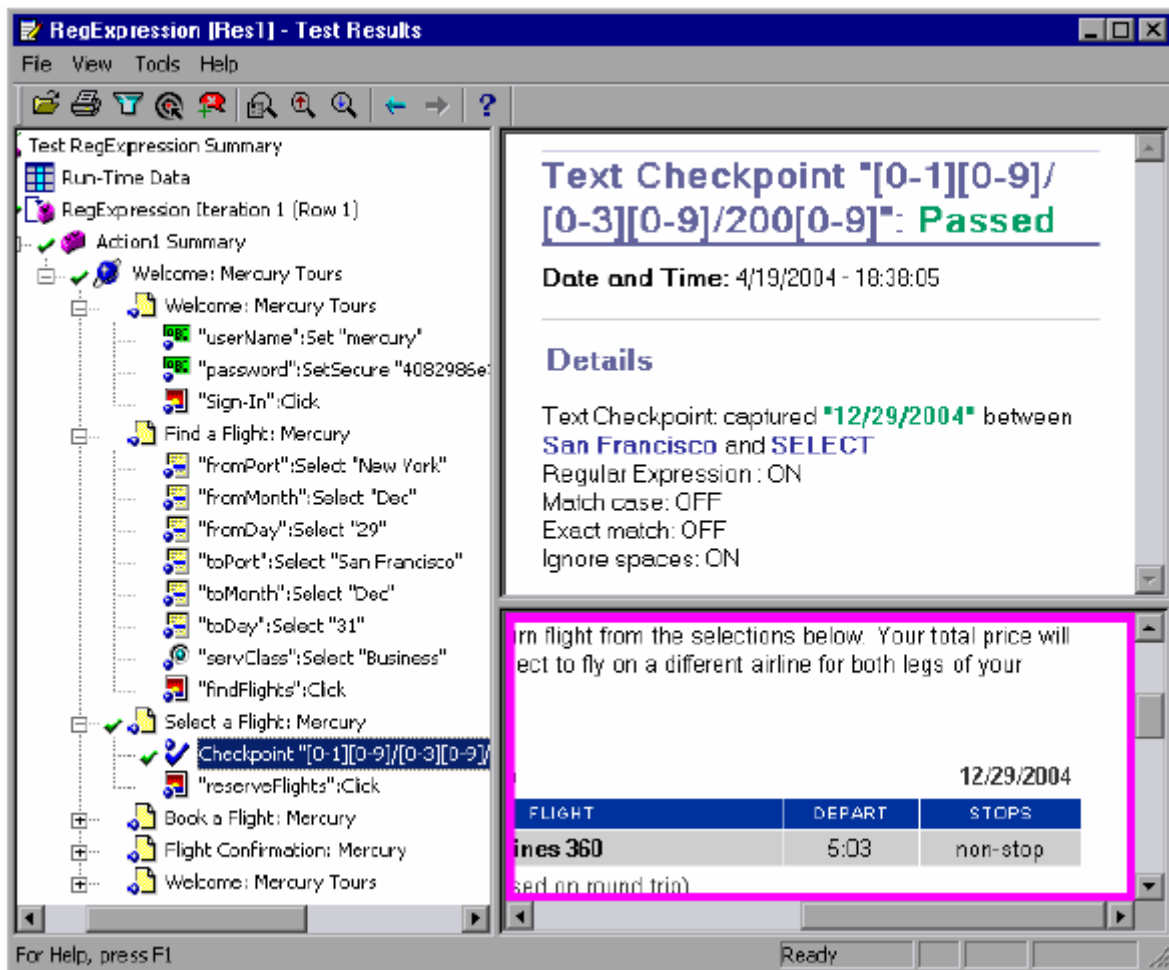 RegExpression [Res1] - Test Results
File View Tools Help
Test RegExpression Summary
Run-Time Data
RegExpression Iteration 1 (Row 1)
Action1 Summary
Welcome: Mercury Tours
Welcome: Mercury Tours
"userName":Set "mercury"
"password":SetSecure "4082986e
"Sign-In":Click
Find a Flight: Mercury
"fromPort":Select "New York"
"fromMonth":Select "Dec"
"fromDay":Select "29"
"toPort":Select "San Francisco"
"toMonth":Select "Dec"
"toDay":Select "31"
"servClass":Select "Business"
"findFlights":Click
Select a Flight: Mercury
Checkpoint "[0-1][0-9]/[0-3][0-9]/
"reserveFlights":Click
Book a Flight: Mercury
Flight Confirmation: Mercury
Welcome: Mercury Tours
Text Checkpoint "[0-1][0-9]/
[0-3][0-9]/200[0-9]": Passed
Date and Time: 4/19/2004 - 18:38:05
Details
Text Checkpoint: captured "12/29/2004" between
San Francisco and SELECT
Regular Expression : ON
Match case: OFF
Exact match: OFF
Ignore spaces: ON
urn flight from the selections below. Your total price will
ect to fly on a different airline for both legs of your
12/29/2004
FLIGHT DEPART STOPS
ines 360 5:03 non-stop
sed on round trip)
For Help, press F1 Ready